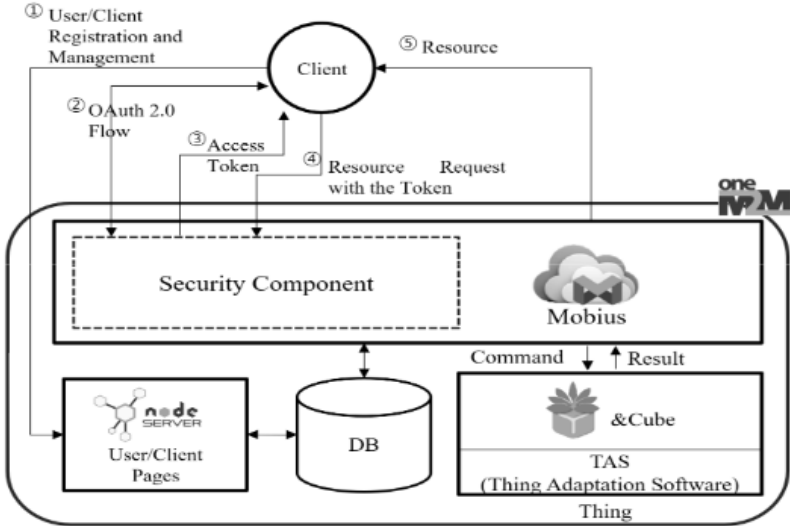 ① User/Client
Registration and
Management
② OAuth 2.0
Flow
③ Access
Token
④ Resource Request
with the Token
⑤ Resource
Client
one
M2M
Security Component
Mobius
Command
Result
node
SERVER
User/Client
Pages
DB
&Cube
TAS
(Thing Adaptation Software)
Thing